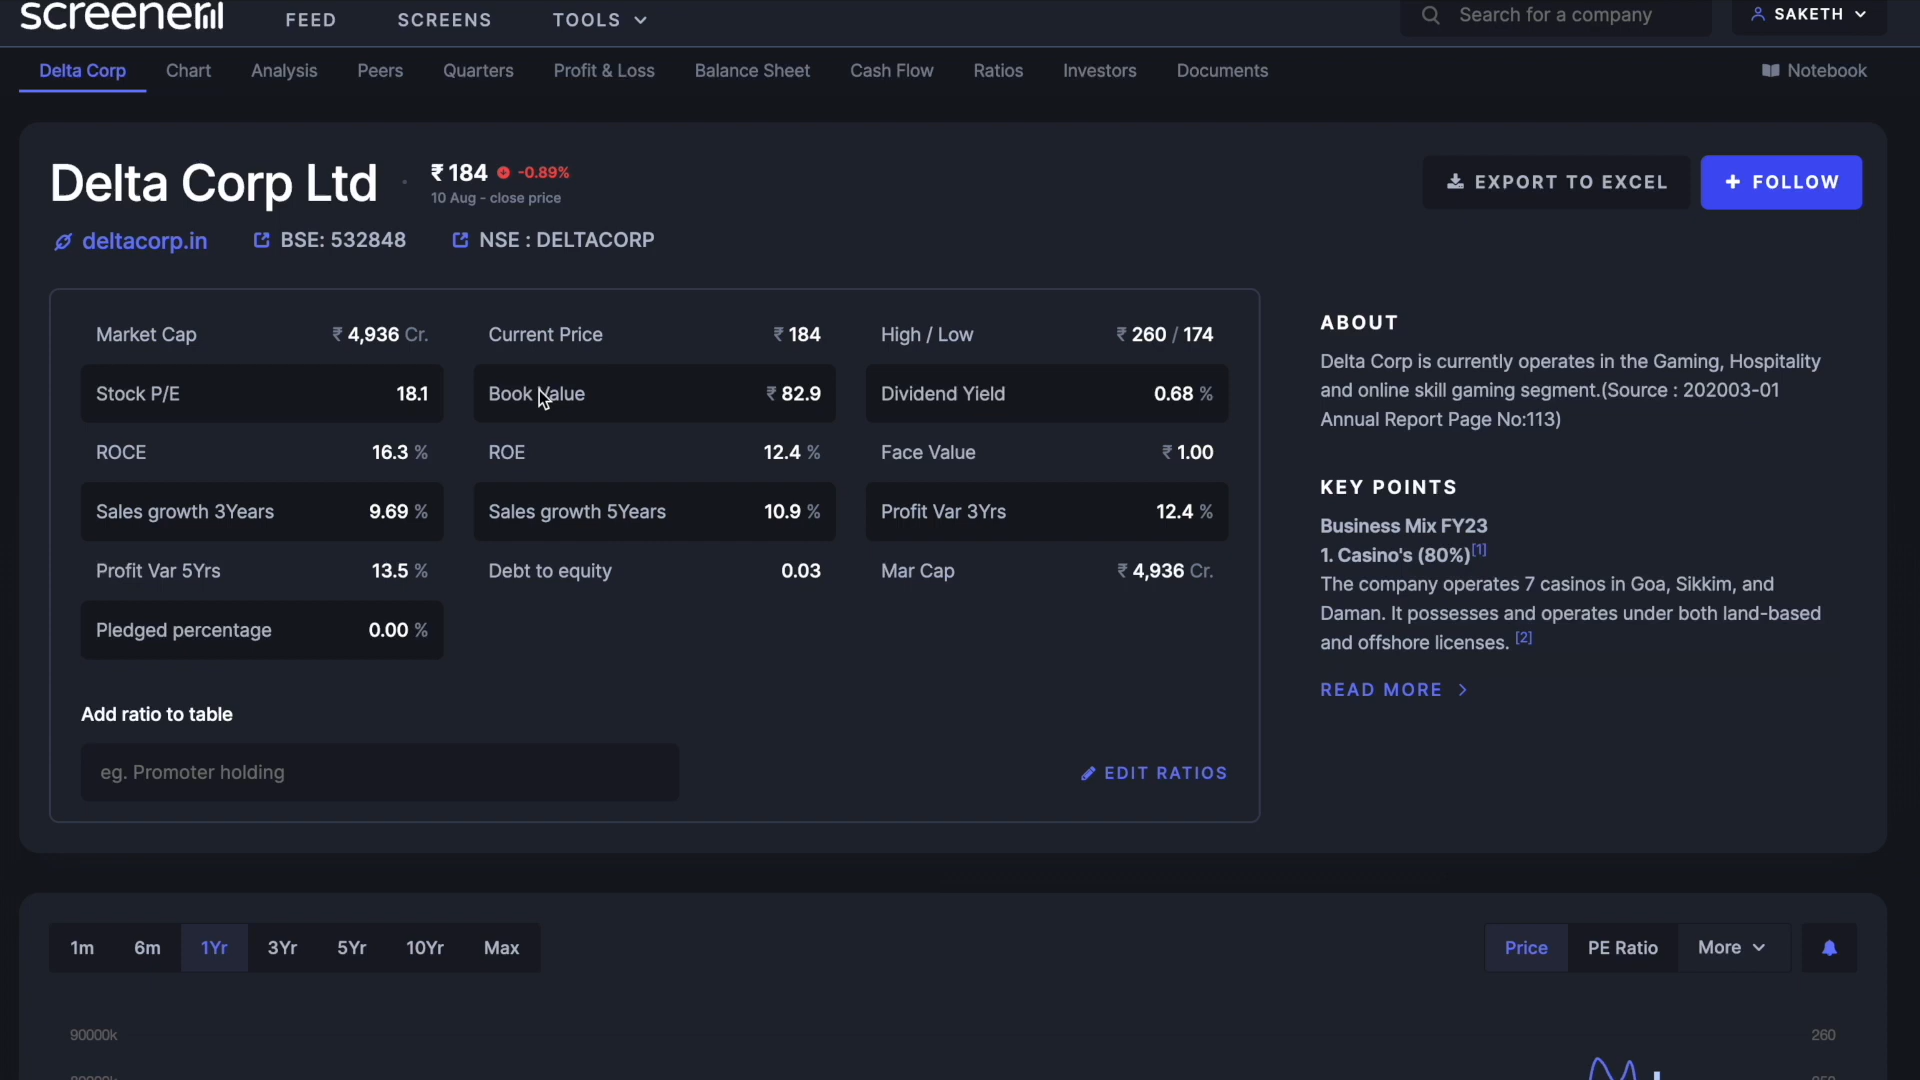 screener
FEED SCREENS TOOLS
Search for a company
SAKETH
Delta Corp Chart Analysis Peers Quarters Profit & Loss Balance Sheet Cash Flow Ratios Investors Documents
Notebook
Delta Corp Ltd
₹ 184 -0.89%
10 Aug - close price
EXPORT TO EXCEL
FOLLOW
deltacorp.in BSE: 532848 NSE : DELTACORP
Market Cap ₹ 4,936 Cr.
Current Price ₹ 184
High / Low ₹ 260 / 174
Stock P/E 18.1
Book Value ₹ 82.9
Dividend Yield 0.68 %
ROCE 16.3 %
ROE 12.4 %
Face Value ₹ 1.00
Sales growth 3Years 9.69 %
Sales growth 5Years 10.9 %
Profit Var 3Yrs 12.4 %
Profit Var 5Yrs 13.5 %
Debt to equity 0.03
Mar Cap ₹ 4,936 Cr.
Pledged percentage 0.00 %
Add ratio to table
eg. Promoter holding
EDIT RATIOS
ABOUT
Delta Corp is currently operates in the Gaming, Hospitality
and online skill gaming segment.(Source : 202003-01
Annual Report Page No:113)
KEY POINTS
Business Mix FY23
1. Casino's (80%)[1]
The company operates 7 casinos in Goa, Sikkim, and
Daman. It possesses and operates under both land-based
and offshore licenses. [2]
READ MORE
1m 6m 1Yr 3Yr 5Yr 10Yr Max
Price PE Ratio More
90000k
260